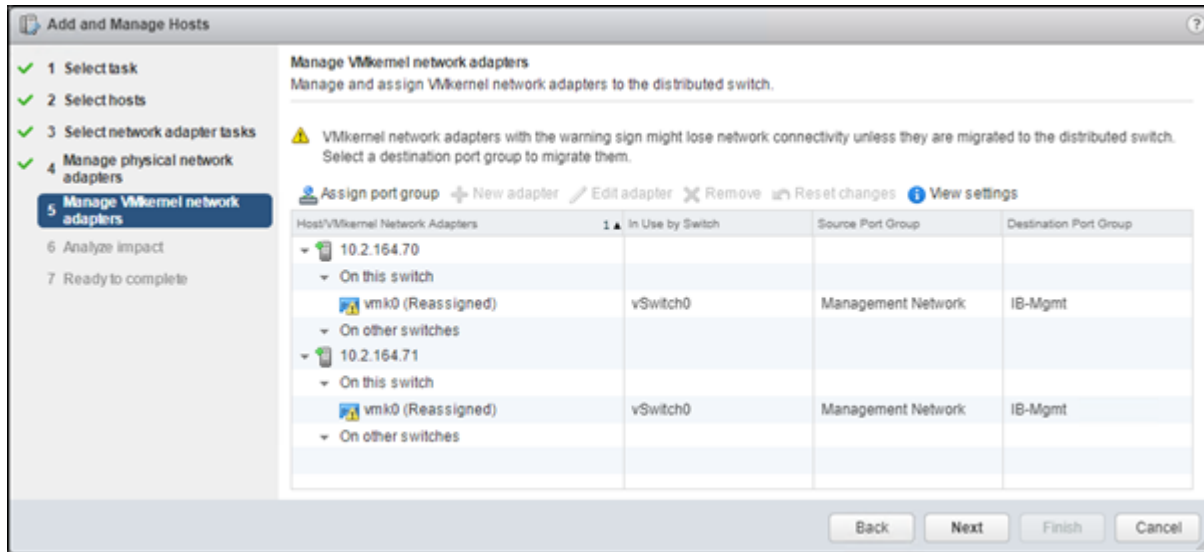 Add and Manage Hosts
?
1 Select task
2 Select hosts
3 Select network adapter tasks
4 Manage physical network
adapters
5 Manage VMkernel network
adapters
6 Analyze impact
7 Ready to complete
Manage VMkernel network adapters
Manage and assign VMkernel network adapters to the distributed switch.
VMkernel network adapters with the warning sign might lose network connectivity unless they are migrated to the distributed switch.
Select a destination port group to migrate them.
Assign port group New adapter Edit adapter Remove Reset changes View settings
Host/VMkernel Network Adapters 1 ▲ In Use by Switch Source Port Group Destination Port Group
10.2.164.70
On this switch
vmk0 (Reassigned) vSwitch0 Management Network IB-Mgmt
On other switches
10.2.164.71
On this switch
vmk0 (Reassigned) vSwitch0 Management Network IB-Mgmt
On other switches
Back Next Finish Cancel